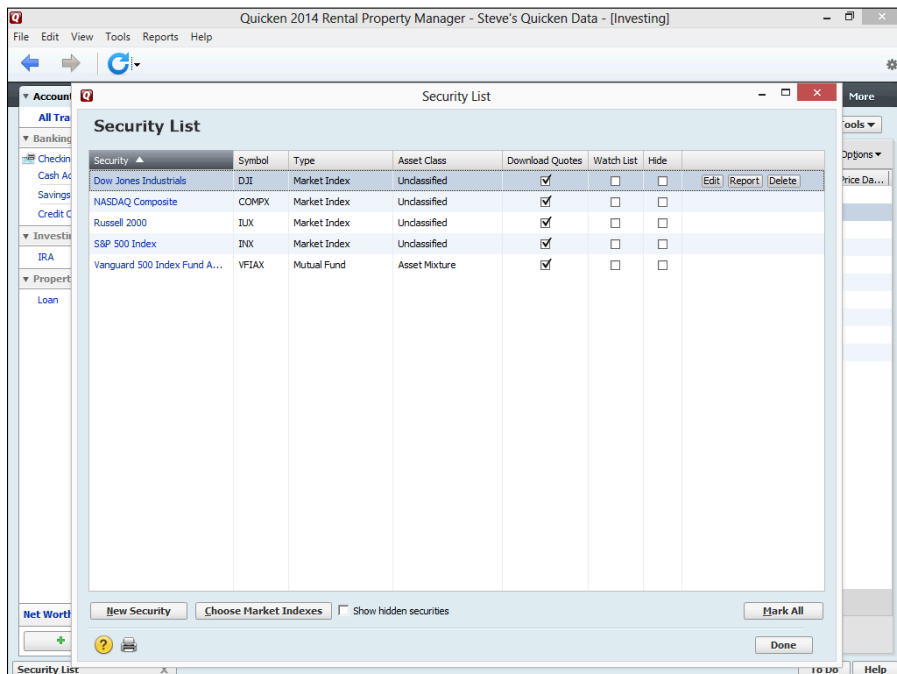 Quicken 2014 Rental Property Manager - Steve's Quicken Data - [Investing]
File Edit View Tools Reports Help
Security List
Accoun More
All Tra Security List ools
Banking
Security Symbol Type Asset Class Download Quotes Watch List Hide Options
Checkin
Cash Ac Dow Jones Industrials DJI Market Index Unclassified Edit Report Delete Price Da...
Savings NASDAQ Composite COMPX Market Index Unclassified
Credit C Russell 2000 IUX Market Index Unclassified
Investi S&P 500 Index INX Market Index Unclassified
IRA Vanguard 500 Index Fund A... VFIAX Mutual Fund Asset Mixture
Propert
Loan
Net Worth New Security Choose Market Indexes Show hidden securities Mark All
Done
Security List X To Do Help